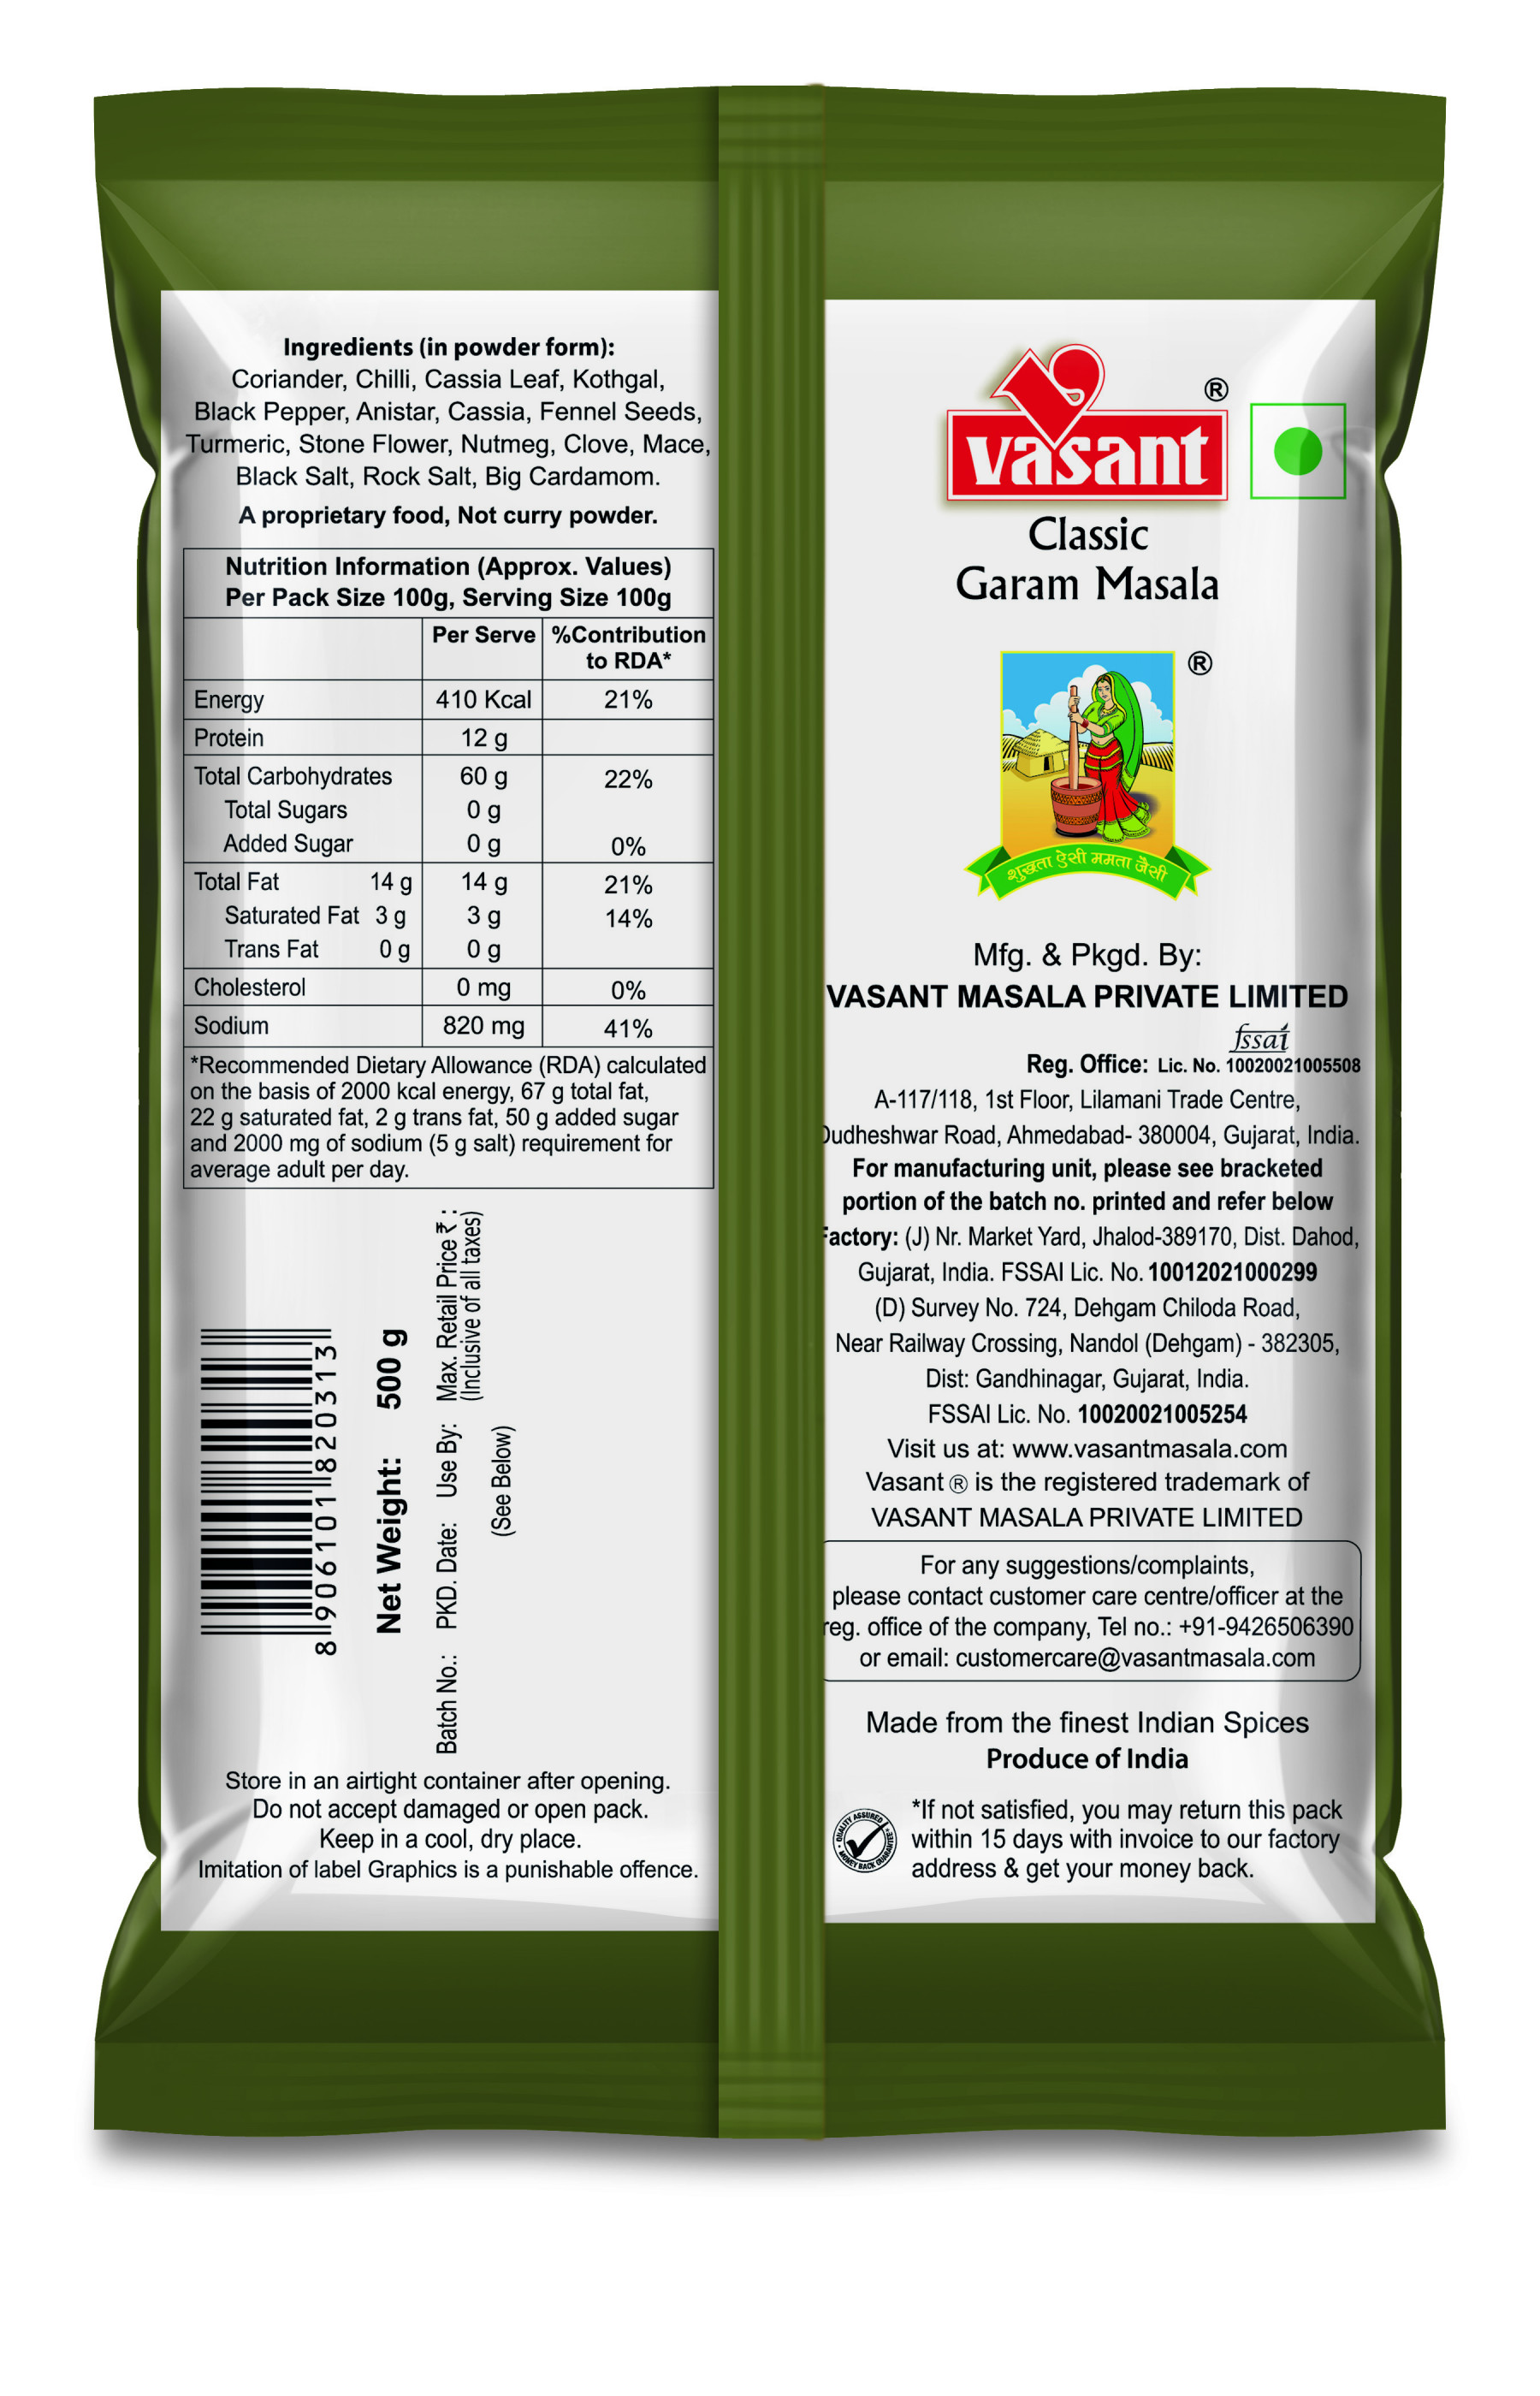 Ingredients (in powder form):
Coriander, Chilli, Cassia Leaf, Kothgal,
Black Pepper, Anistar, Cassia, Fennel Seeds,
Turmeric, Stone Flower, Nutmeg, Clove, Mace,
Black Salt, Rock Salt, Big Cardamom.
A proprietary food, Not curry powder.
Nutrition Information (Approx. Values)
Per Pack Size 100g, Serving Size 100g
Per Serve %Contribution
to RDA*
Energy 410 Kcal 21%
Protein 12 g
Total Carbohydrates 60 g 22%
Total Sugars 0 g
Added Sugar 0 g 0%
Total Fat 14 g 14 g 21%
Saturated Fat 3 g 3 g 14%
Trans Fat 0 g 0 g
Cholesterol 0 mg 0%
Sodium 820 mg 41%
*Recommended Dietary Allowance (RDA) calculated
on the basis of 2000 kcal energy, 67 g total fat,
22 g saturated fat, 2 g trans fat, 50 g added sugar
and 2000 mg of sodium (5 g salt) requirement for
average adult per day.
8906101820313
Net Weight: 500 g
Batch No.: PKD. Date: Use By: Max. Retail Price ₹ :
(Inclusive of all taxes)
(See Below)
Store in an airtight container after opening.
Do not accept damaged or open pack.
Keep in a cool, dry place.
Imitation of label Graphics is a punishable offence.
vasant ®
Classic
Garam Masala
®
शुद्धता ऐसी ममता जैसी
Mfg. & Pkgd. By:
VASANT MASALA PRIVATE LIMITED
fssai
Reg. Office: Lic. No. 10020021005508
A-117/118, 1st Floor, Lilamani Trade Centre,
Dudheshwar Road, Ahmedabad- 380004, Gujarat, India.
For manufacturing unit, please see bracketed
portion of the batch no. printed and refer below
Factory: (J) Nr. Market Yard, Jhalod-389170, Dist. Dahod,
Gujarat, India. FSSAI Lic. No. 10012021000299
(D) Survey No. 724, Dehgam Chiloda Road,
Near Railway Crossing, Nandol (Dehgam) - 382305,
Dist: Gandhinagar, Gujarat, India.
FSSAI Lic. No. 10020021005254
Visit us at: www.vasantmasala.com
Vasant ® is the registered trademark of
VASANT MASALA PRIVATE LIMITED
For any suggestions/complaints,
please contact customer care centre/officer at the
reg. office of the company, Tel no.: +91-9426506390
or email: customercare@vasantmasala.com
Made from the finest Indian Spices
Produce of India
QUALITY ASSURED
MONEY BACK GUARANTEE
*If not satisfied, you may return this pack
within 15 days with invoice to our factory
address & get your money back.